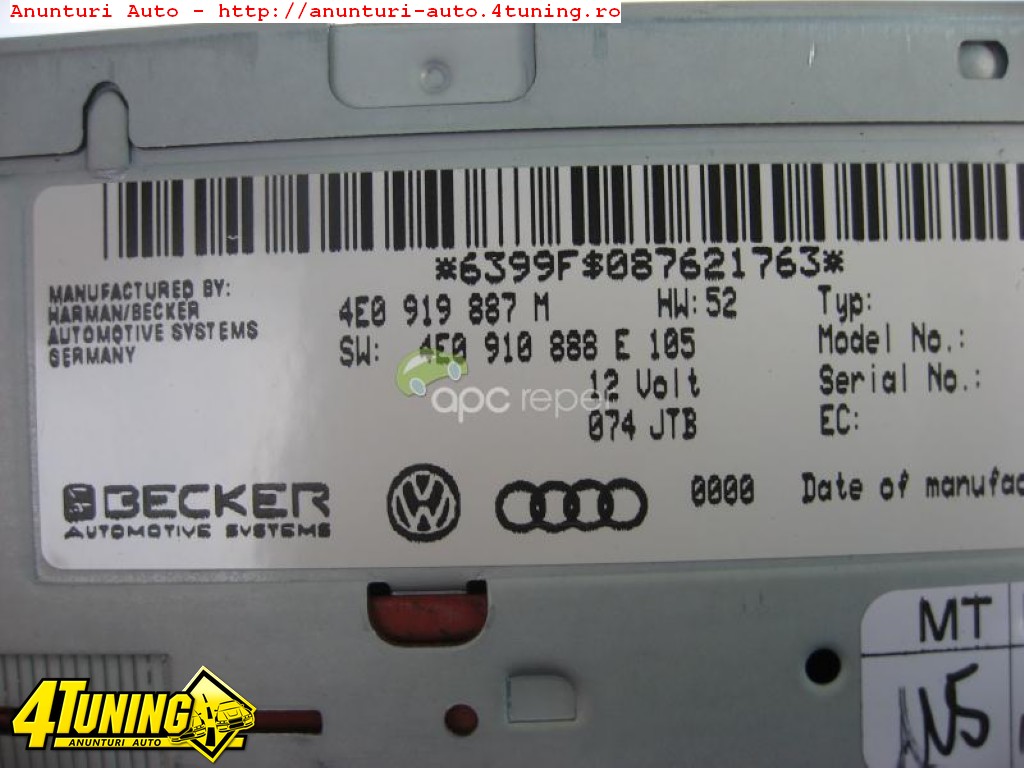 Anunturi Auto - http://anunturi-auto.4tuning.ro
*6399F$087621763*
MANUFACTURED BY:
HARMAN/BECKER
AUTOMOTIVE SYSTEMS
GERMANY
4E0 919 887 M HW: 52
SW: 4E0 910 888 E 105
12 Volt
074 JTB
Typ:
Model No.:
Serial No.:
EC:
apc reper
BECKER
AUTOMOTIVE SYSTEMS
0000 Date of manufac
MT
4TUNING
ANUNTURI AUTO